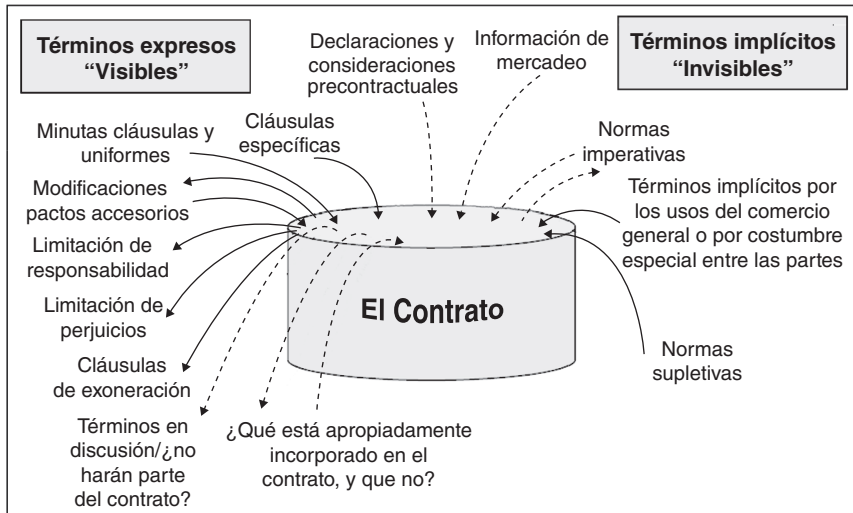 Términos expresos
“Visibles”
Declaraciones y
consideraciones
precontractuales
Información de
mercadeo
Términos implícitos
“Invisibles”
Minutas cláusulas y
uniformes
Cláusulas
específicas
Normas
imperativas
Modificaciones
pactos accesorios
Términos implícitos por
los usos del comercio
general o por costumbre
especial entre las partes
Limitación de
responsabilidad
Limitación de
perjuicios
El Contrato
Cláusulas
de exoneración
Normas
supletivas
Términos en
discusión/¿no
harán parte
del contrato?
¿Qué está apropiadamente
incorporado en el
contrato, y que no?